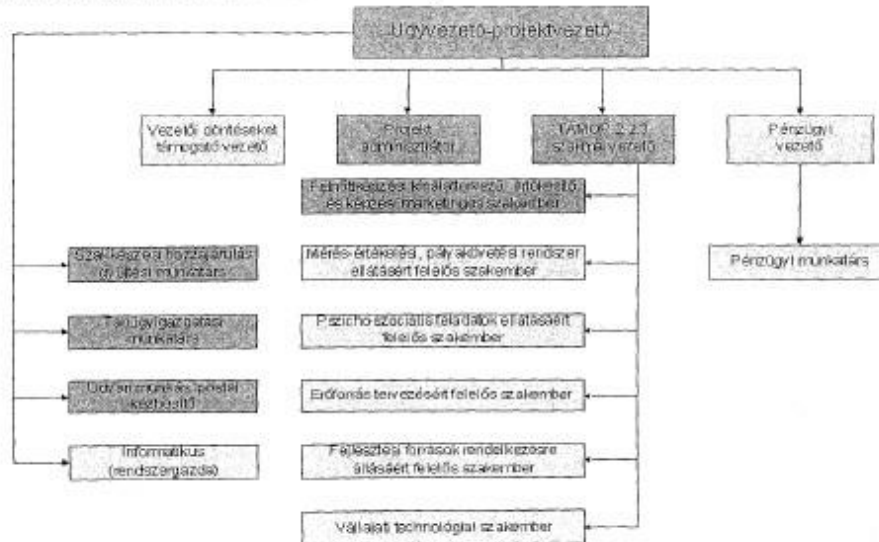 Ügyvezető-projektvezető
Vezetői döntéseket
támogató vezető
Projekt
adminisztrátor
TÁMOP 2.2.3
szakmai vezető
Pénzügyi
vezető
Felnőttképzési kínálattervező, értékesítő
és képzési marketinges szakember
Szakképzési hozzájárulás
gyűjtési munkatárs
Mérés-értékelési, pályakövetési rendszer
ellátásért felelős szakember
Pénzügyi munkatárs
Tanügyigazgatási
munkatárs
Pszicho-szociális feladatok ellátásáért
felelős szakember
kézbesítő
Erőforrás tervezésért felelős szakember
Informatikus
(rendszergazda)
Fejlesztési források rendelkezésre
állásáért felelős szakember
Vállalati technológiai szakember